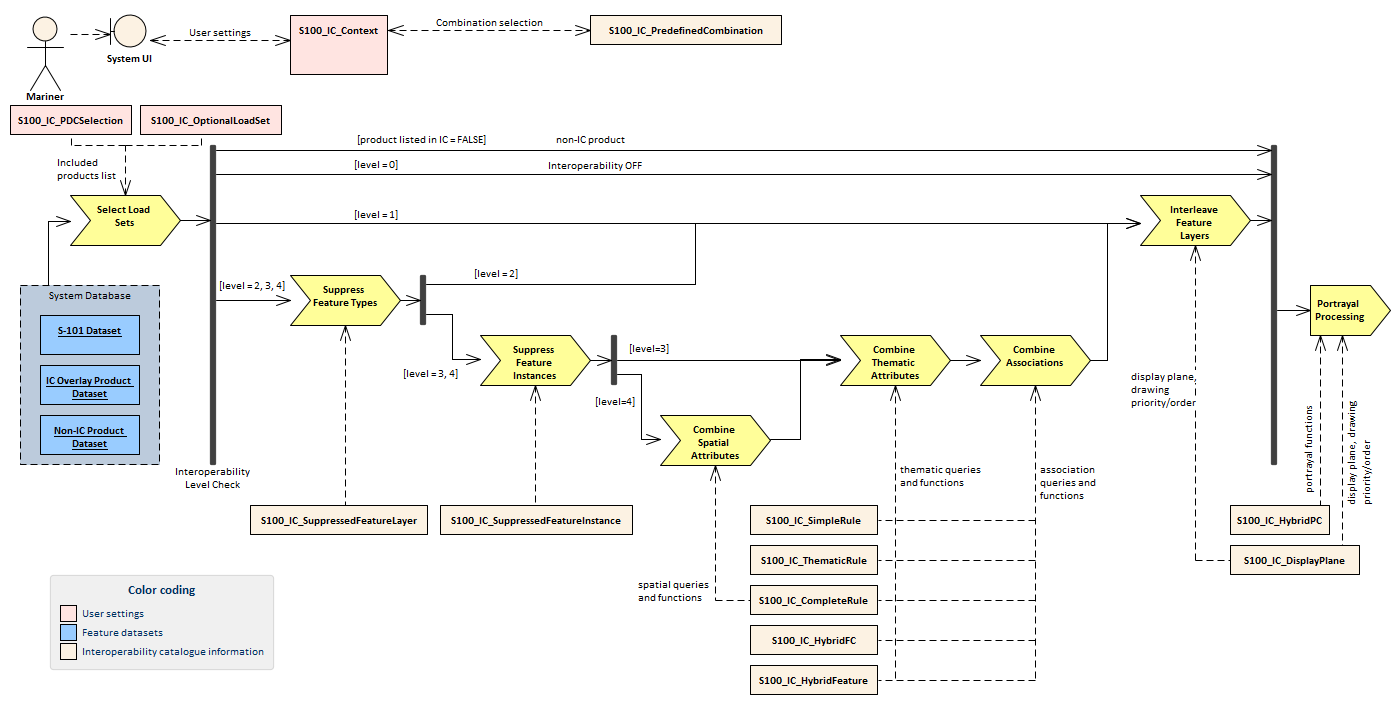 S100_IC_Context
Combination selection
S100_IC_PredefinedCombination
User settings
System UI
Mariner
S100_IC_PDCSelection
S100_IC_OptionalLoadSet
[product listed in IC = FALSE]
non-IC product
Included
products list
[level = 0]
Interoperability OFF
Select Load
Sets
[level = 1]
Interleave
Feature
Layers
[level = 2, 3, 4]
Suppress
Feature Types
[level = 2]
System Database
S-101 Dataset
IC Overlay Product
Dataset
Non-IC Product
Dataset
Portrayal
Processing
Suppress
Feature
Instances
[level=3]
[level = 3, 4]
Combine
Thematic
Attributes
Combine
Associations
[level=4]
display plane,
drawing
priority/order
Combine
Spatial
Attributes
portrayal functions
display plane, drawing
priority/order
Interoperability
Level Check
thematic queries
and functions
association
queries and
functions
S100_IC_SuppressedFeatureLayer
S100_IC_SuppressedFeatureInstance
S100_IC_SimpleRule
S100_IC_HybridPC
S100_IC_ThematicRule
S100_IC_DisplayPlane
spatial queries
and functions
S100_IC_CompleteRule
S100_IC_HybridFC
S100_IC_HybridFeature
Color coding
User settings
Feature datasets
Interoperability catalogue information